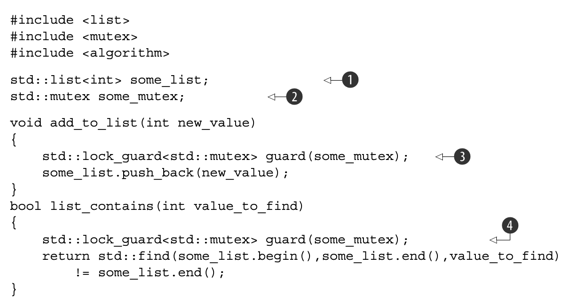 #include <list>
#include <mutex>
#include <algorithm>
std::list<int> some_list; 1
std::mutex some_mutex; 2
void add_to_list(int new_value)
{
    std::lock_guard<std::mutex> guard(some_mutex); 3
    some_list.push_back(new_value);
}
bool list_contains(int value_to_find)
{ 4
    std::lock_guard<std::mutex> guard(some_mutex);
    return std::find(some_list.begin(),some_list.end(),value_to_find)
        != some_list.end();
}